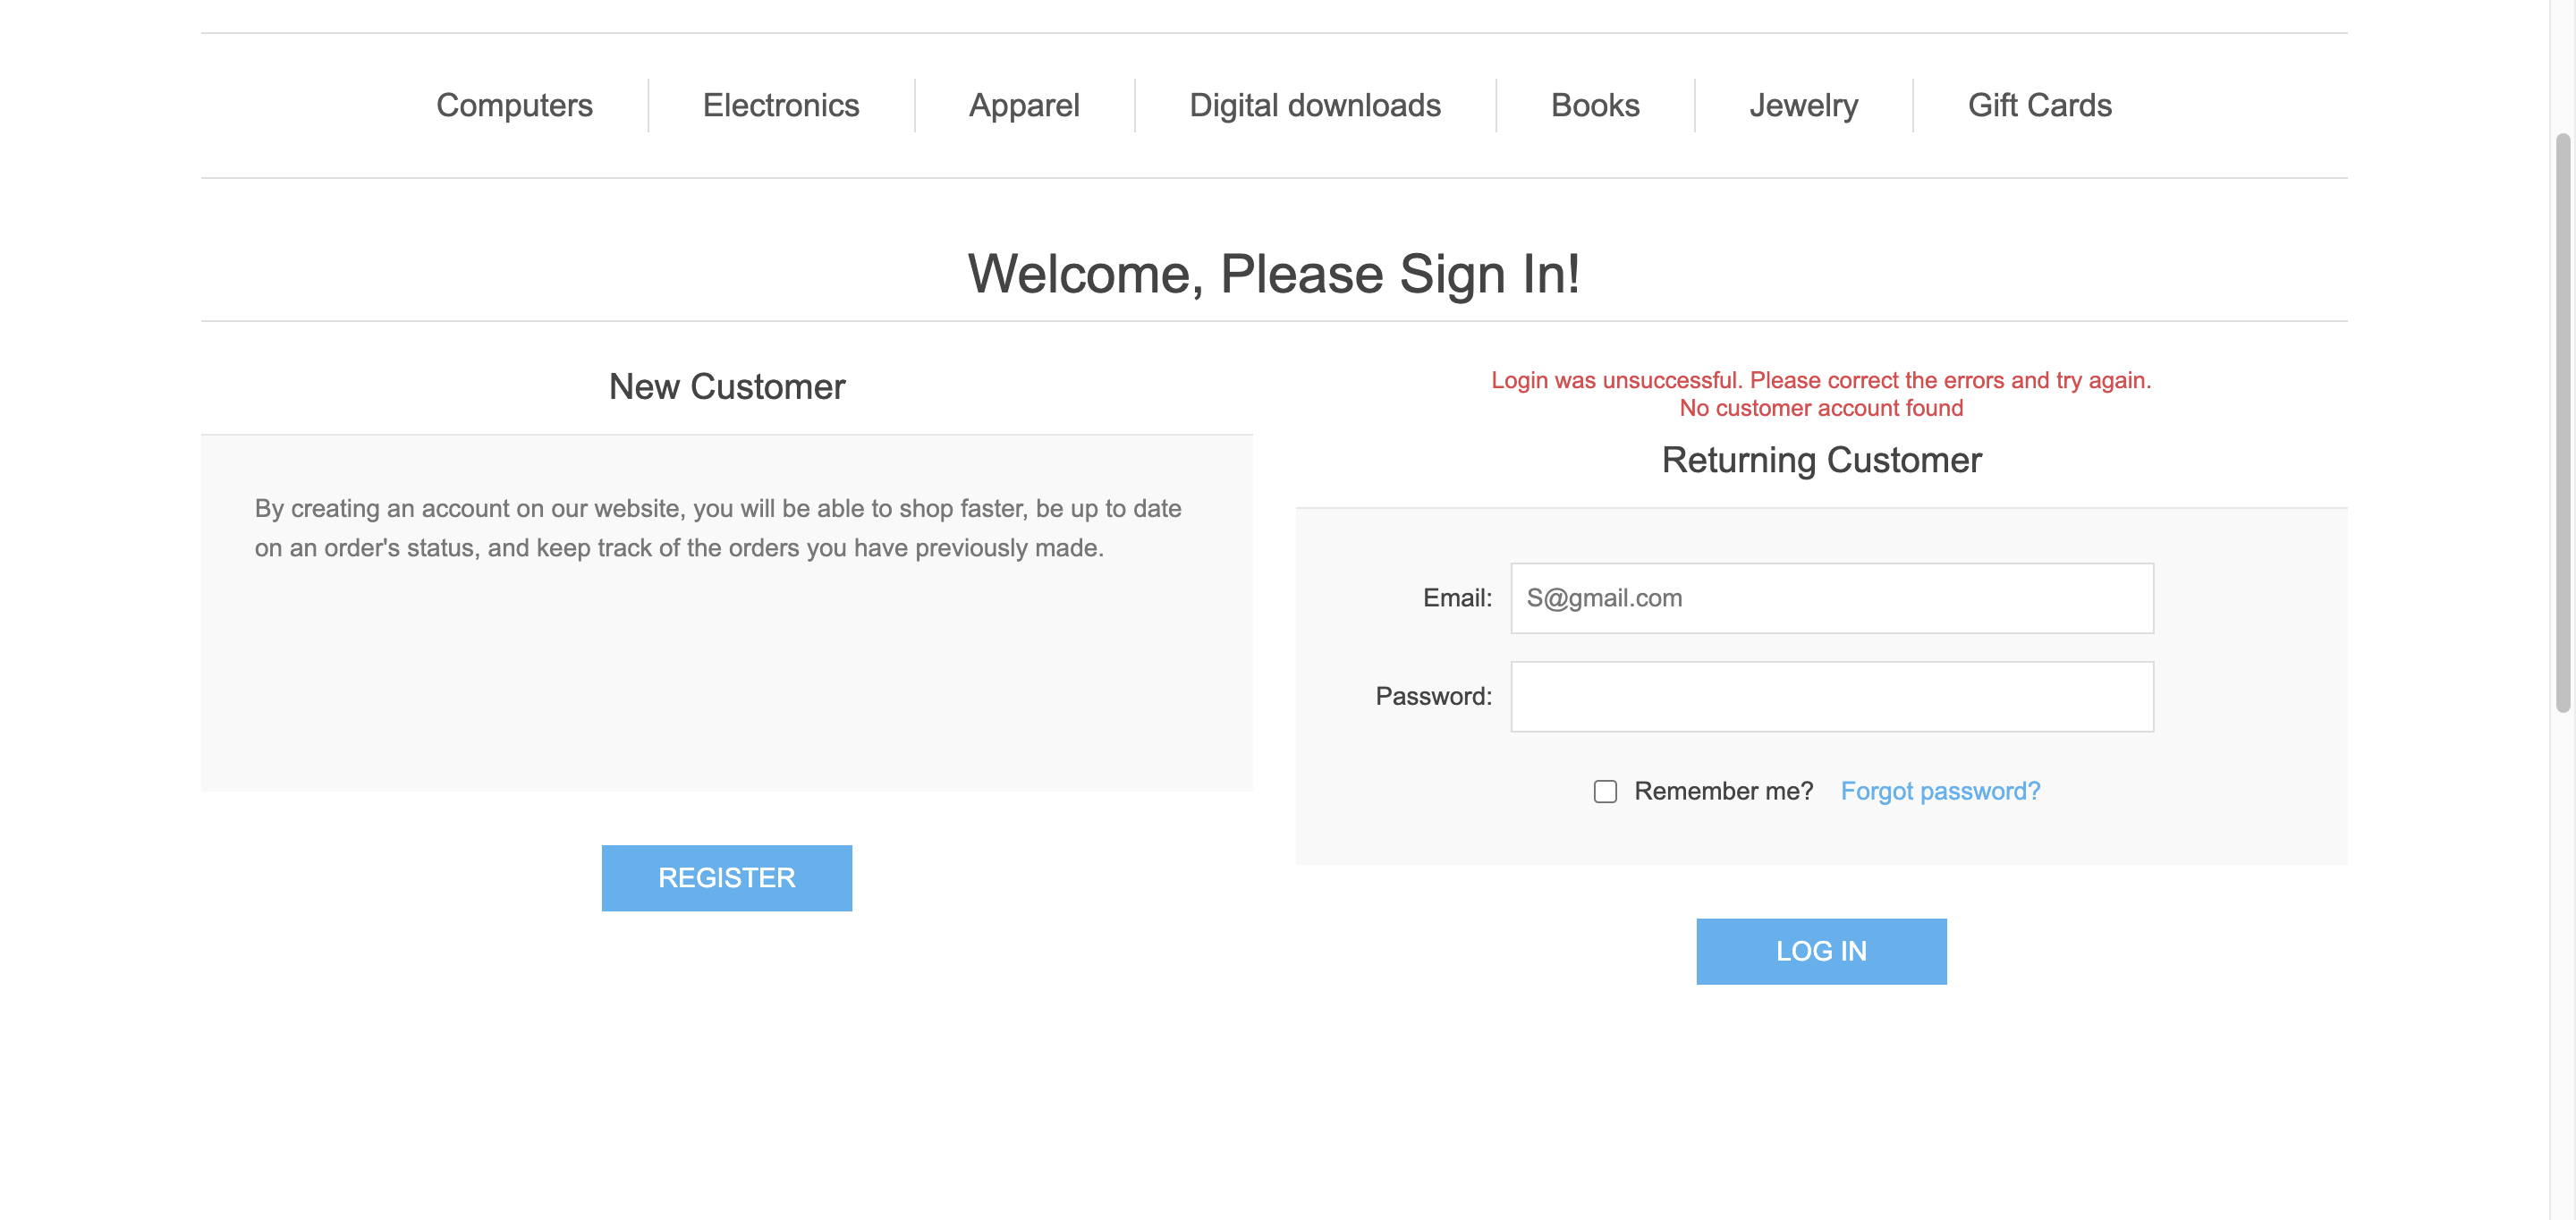 Computers
Electronics
Apparel
Digital downloads
Books
Jewelry
Gift Cards
Welcome, Please Sign In!
New Customer
By creating an account on our website, you will be able to shop faster, be up to date
on an order's status, and keep track of the orders you have previously made.
REGISTER
Login was unsuccessful. Please correct the errors and try again.
No customer account found
Returning Customer
Email: S@gmail.com
Password:
Remember me? Forgot password?
LOG IN